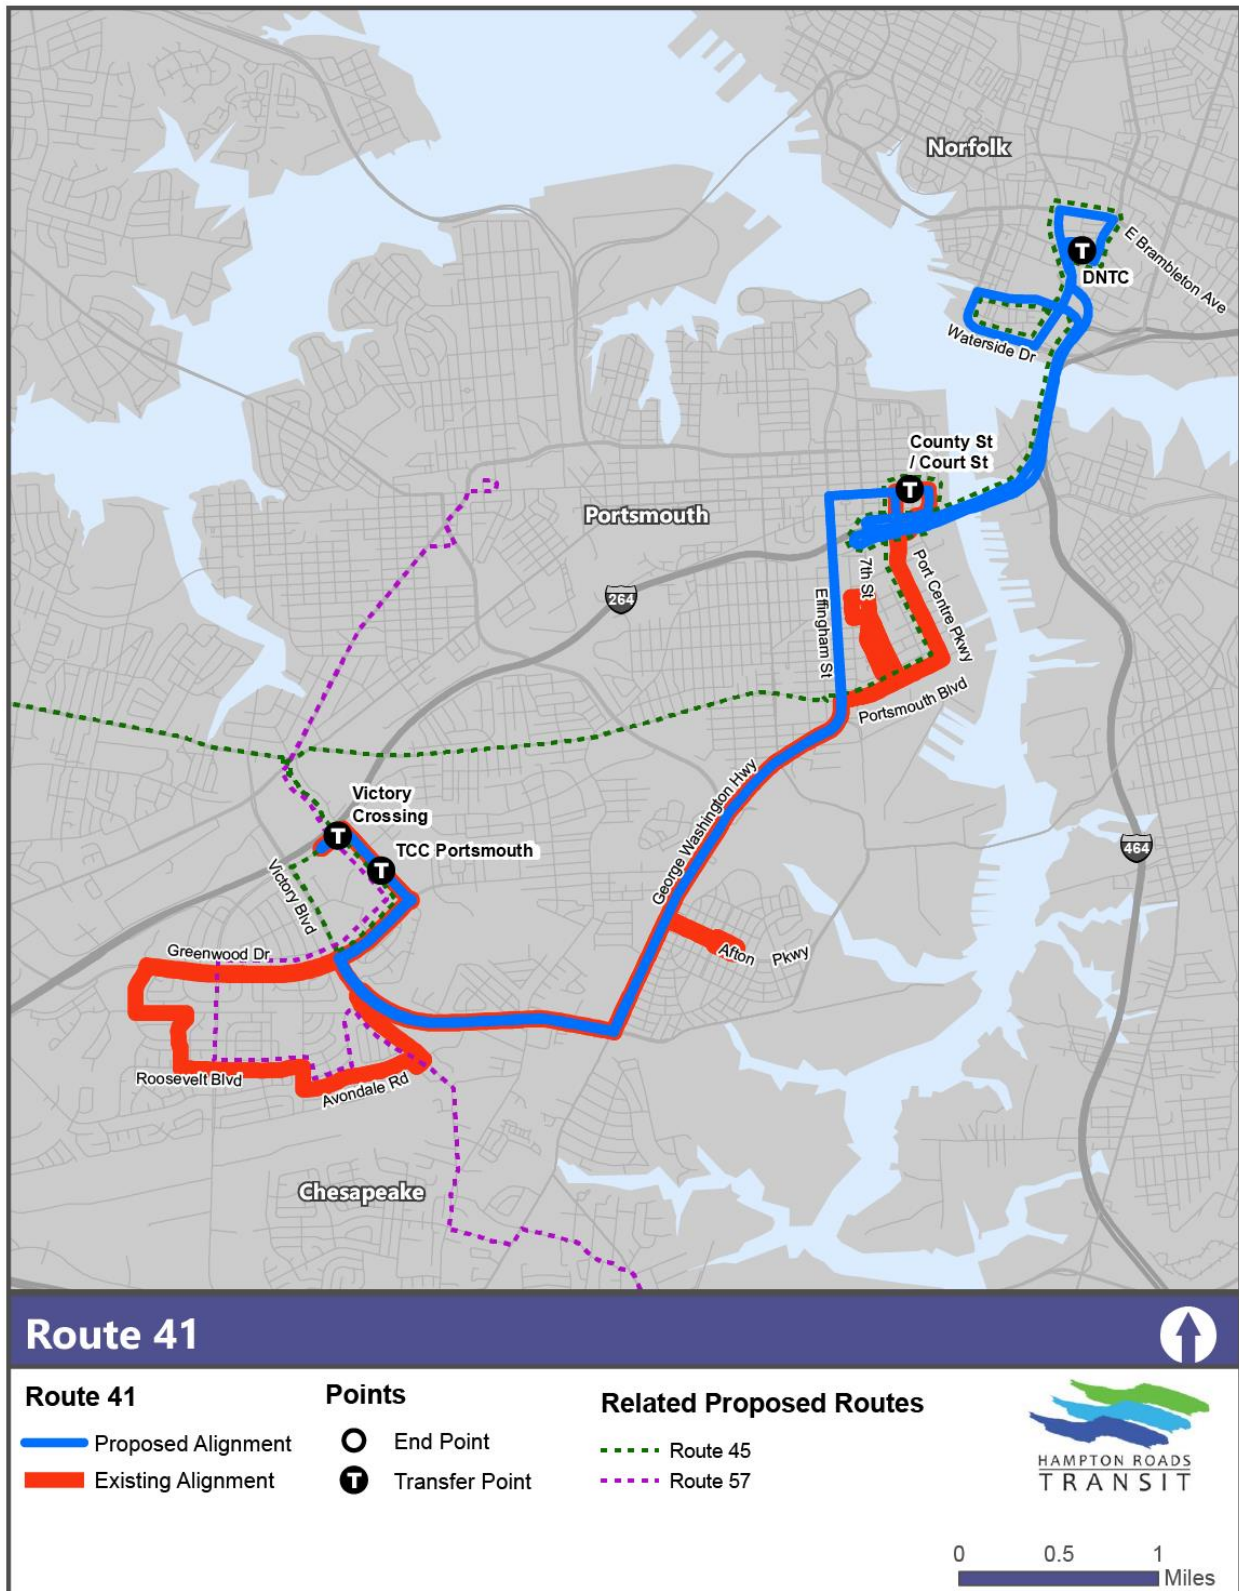 Norfolk
E Brambleton Ave
T
DNTC
Waterside Dr
County St
/ Court St
T
Portsmouth
7th St
Port Centre Pkwy
264
Effingham St
Portsmouth Blvd
George Washington Hwy
Victory
Crossing
T
TCC Portsmouth
T
464
Victory Blvd
Greenwood Dr
Afton Pkwy
Roosevelt Blvd
Avondale Rd
Chesapeake
Route 41
Route 41
Proposed Alignment
Existing Alignment
Points
End Point
T Transfer Point
Related Proposed Routes
Route 45
Route 57
HAMPTON ROADS
TRANSIT
0 0.5 1
Miles